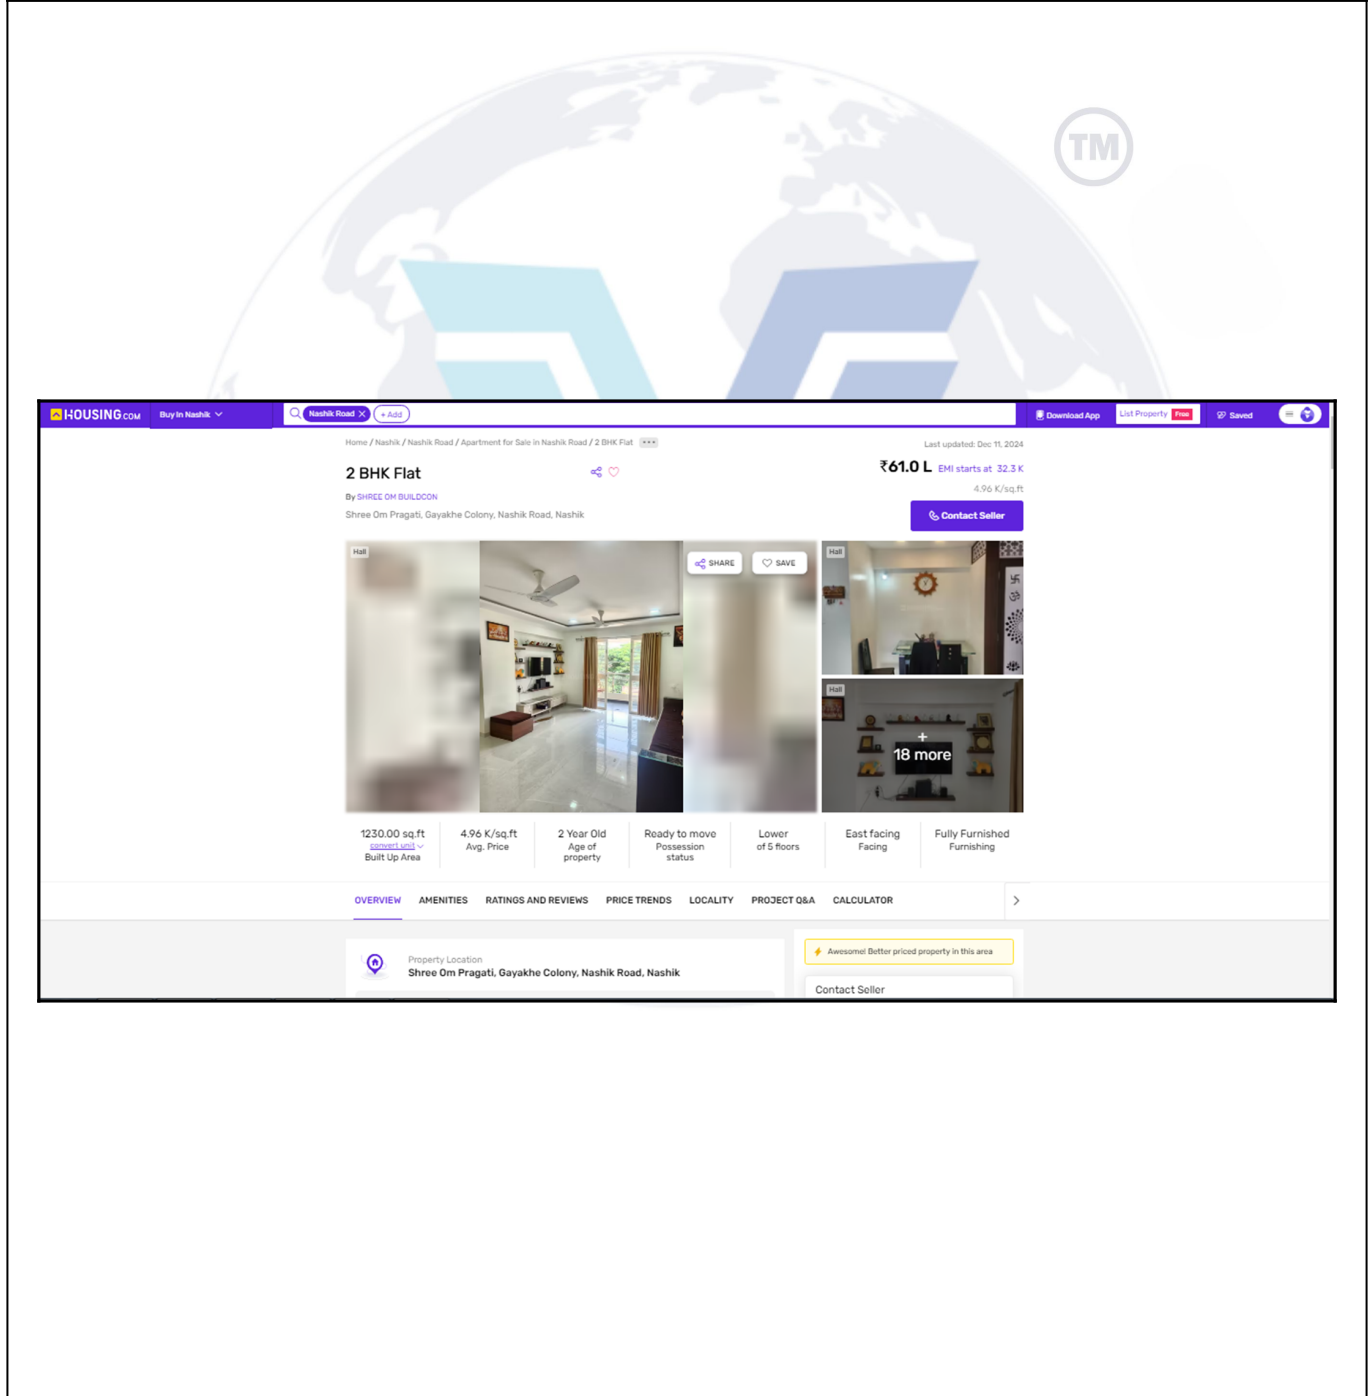 TM
HOUSING.COM
Buy In Nashik
Nashik Road
+ Add
Download App
List Property Free
Saved
Home / Nashik / Nashik Road / Apartment for Sale in Nashik Road / 2 BHK Flat
Last updated: Dec 11, 2024
2 BHK Flat
₹61.0 L EMI starts at 32.3 K
4.96 K/sq.ft
By SHREE OM BUILDCON
Shree Om Pragati, Gayakhe Colony, Nashik Road, Nashik
Contact Seller
Hall
SHARE
SAVE
Hall
Hall
+
18 more
1230.00 sq.ft
convert unit
Built Up Area
4.96 K/sq.ft
Avg. Price
2 Year Old
Age of
property
Ready to move
Possession
status
Lower
of 5 floors
East facing
Facing
Fully Furnished
Furnishing
OVERVIEW AMENITIES RATINGS AND REVIEWS PRICE TRENDS LOCALITY PROJECT Q&A CALCULATOR
Property Location
Shree Om Pragati, Gayakhe Colony, Nashik Road, Nashik
Awesome! Better priced property in this area
Contact Seller